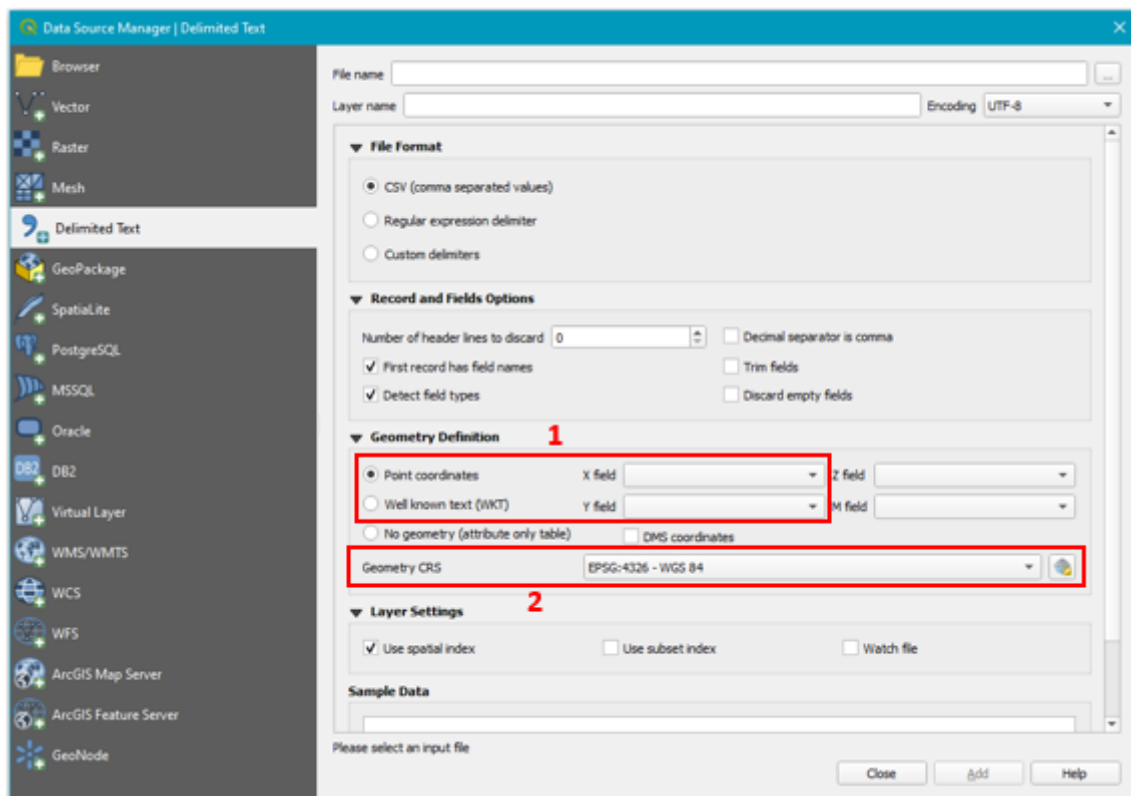 Data Source Manager | Delimited Text
Browser
Vector
Raster
Mesh
Delimited Text
GeoPackage
SpatiaLite
PostgreSQL
MSSQL
Oracle
DB2 DB2
Virtual Layer
WMS/WMTS
WCS
WFS
ArcGIS Map Server
ArcGIS Feature Server
GeoNode
File name ...
Layer name Encoding UTF-8
File Format
CSV (comma separated values)
Regular expression delimiter
Custom delimiters
Record and Fields Options
Number of header lines to discard 0 Decimal separator is comma
First record has field names Trim fields
Detect field types Discard empty fields
Geometry Definition 1
Point coordinates X field Z field
Well known text (WKT) Y field M field
No geometry (attribute only table) DMS coordinates
Geometry CRS EPSG:4326 - WGS 84
2
Layer Settings
Use spatial index Use subset index Watch file
Sample Data
Please select an input file
Close Add Help